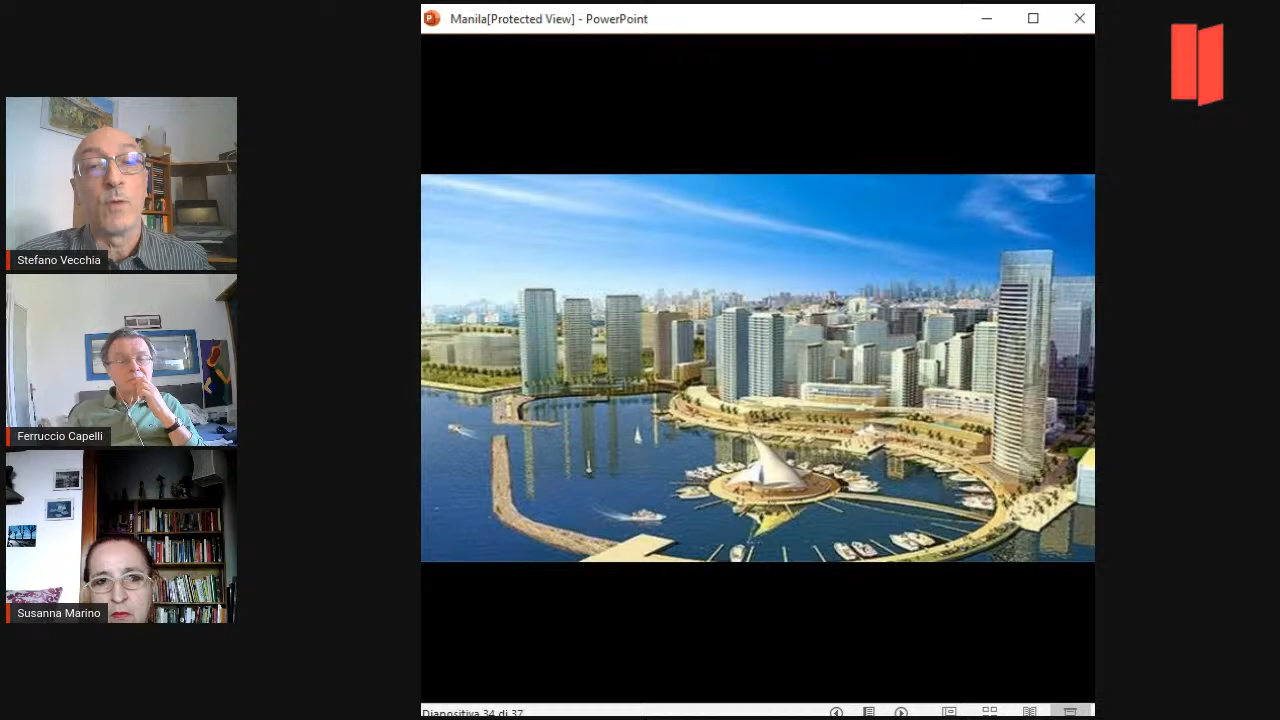 Manila[Protected View] - PowerPoint
Stefano Vecchia
Ferruccio Capelli
Susanna Marino
Diapositiva 34 di 37